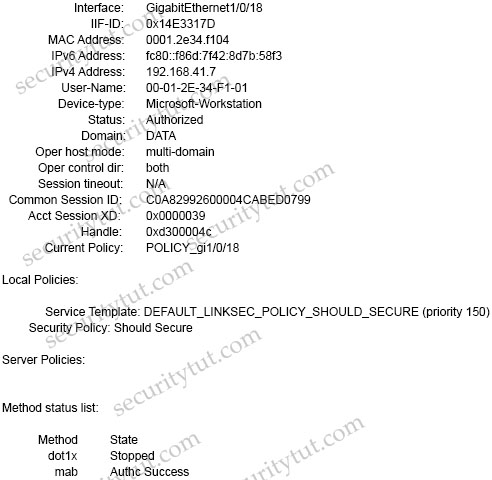 Interface: GigabitEthernet1/0/18
IIF-ID: 0x14E3317D
MAC Address: 0001.2e34.f104
IPv6 Address: fc80::f86d:7f42:8d7b:58f3
IPv4 Address: 192.168.41.7
User-Name: 00-01-2E-34-F1-01
Device-type: Microsoft-Workstation
Status: Authorized
Domain: DATA
Oper host mode: multi-domain
Oper control dir: both
Session timeout: N/A
Common Session ID: C0A82992600004CABED0799
Acct Session XD: 0x0000039
Handle: 0xd300004c
Current Policy: POLICY_gi1/0/18
Local Policies:
Service Template: DEFAULT_LINKSEC_POLICY_SHOULD_SECURE (priority 150)
Security Policy: Should Secure
Server Policies:
Method status list:
Method State
dot1x Stopped
mab Authc Success
securitytut.com
securitytut.com
securitytut.com
securitytut.com
securitytut.com
securitytut.com
securitytut.com
securitytut.com